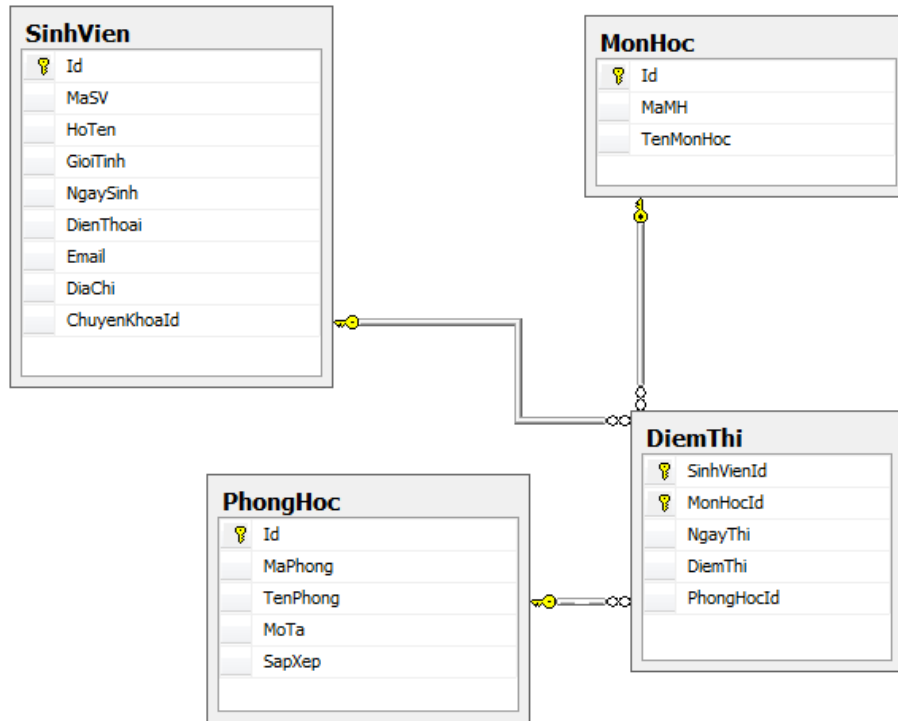 SinhVien
Id
MaSV
HoTen
GioiTinh
NgaySinh
DienThoai
Email
DiaChi
ChuyenKhoaId
MonHoc
Id
MaMH
TenMonHoc
PhongHoc
Id
MaPhong
TenPhong
MoTa
SapXep
DiemThi
SinhVienId
MonHocId
NgayThi
DiemThi
PhongHocId